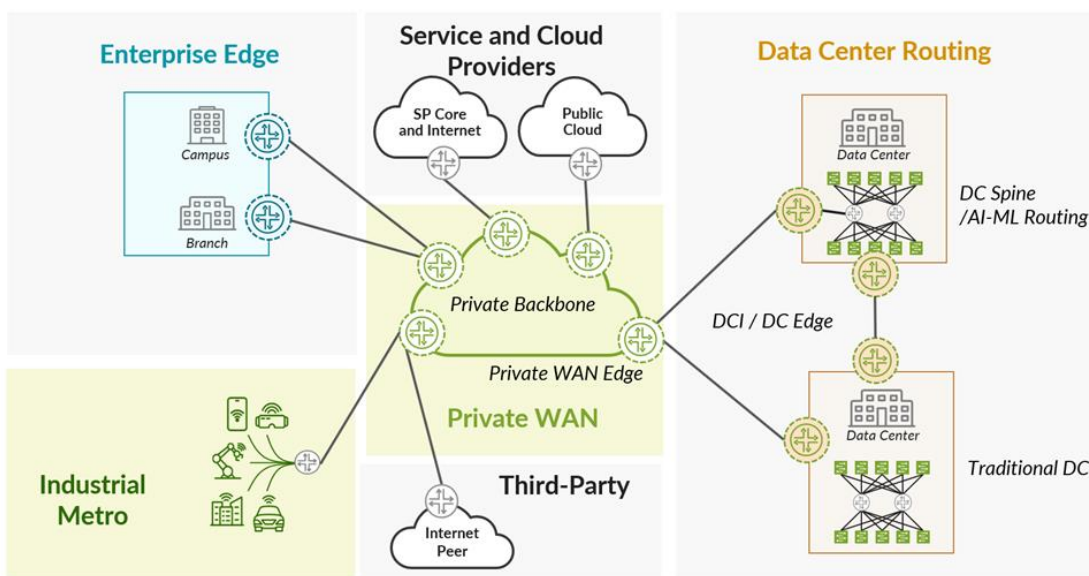 Enterprise Edge
Campus
Branch
Service and Cloud
Providers
SP Core
and Internet
Public
Cloud
Data Center Routing
Data Center
DC Spine
/AI-ML Routing
DCI / DC Edge
Private Backbone
Private WAN Edge
Private WAN
Industrial
Metro
Third-Party
Internet
Peer
Data Center
Traditional DC